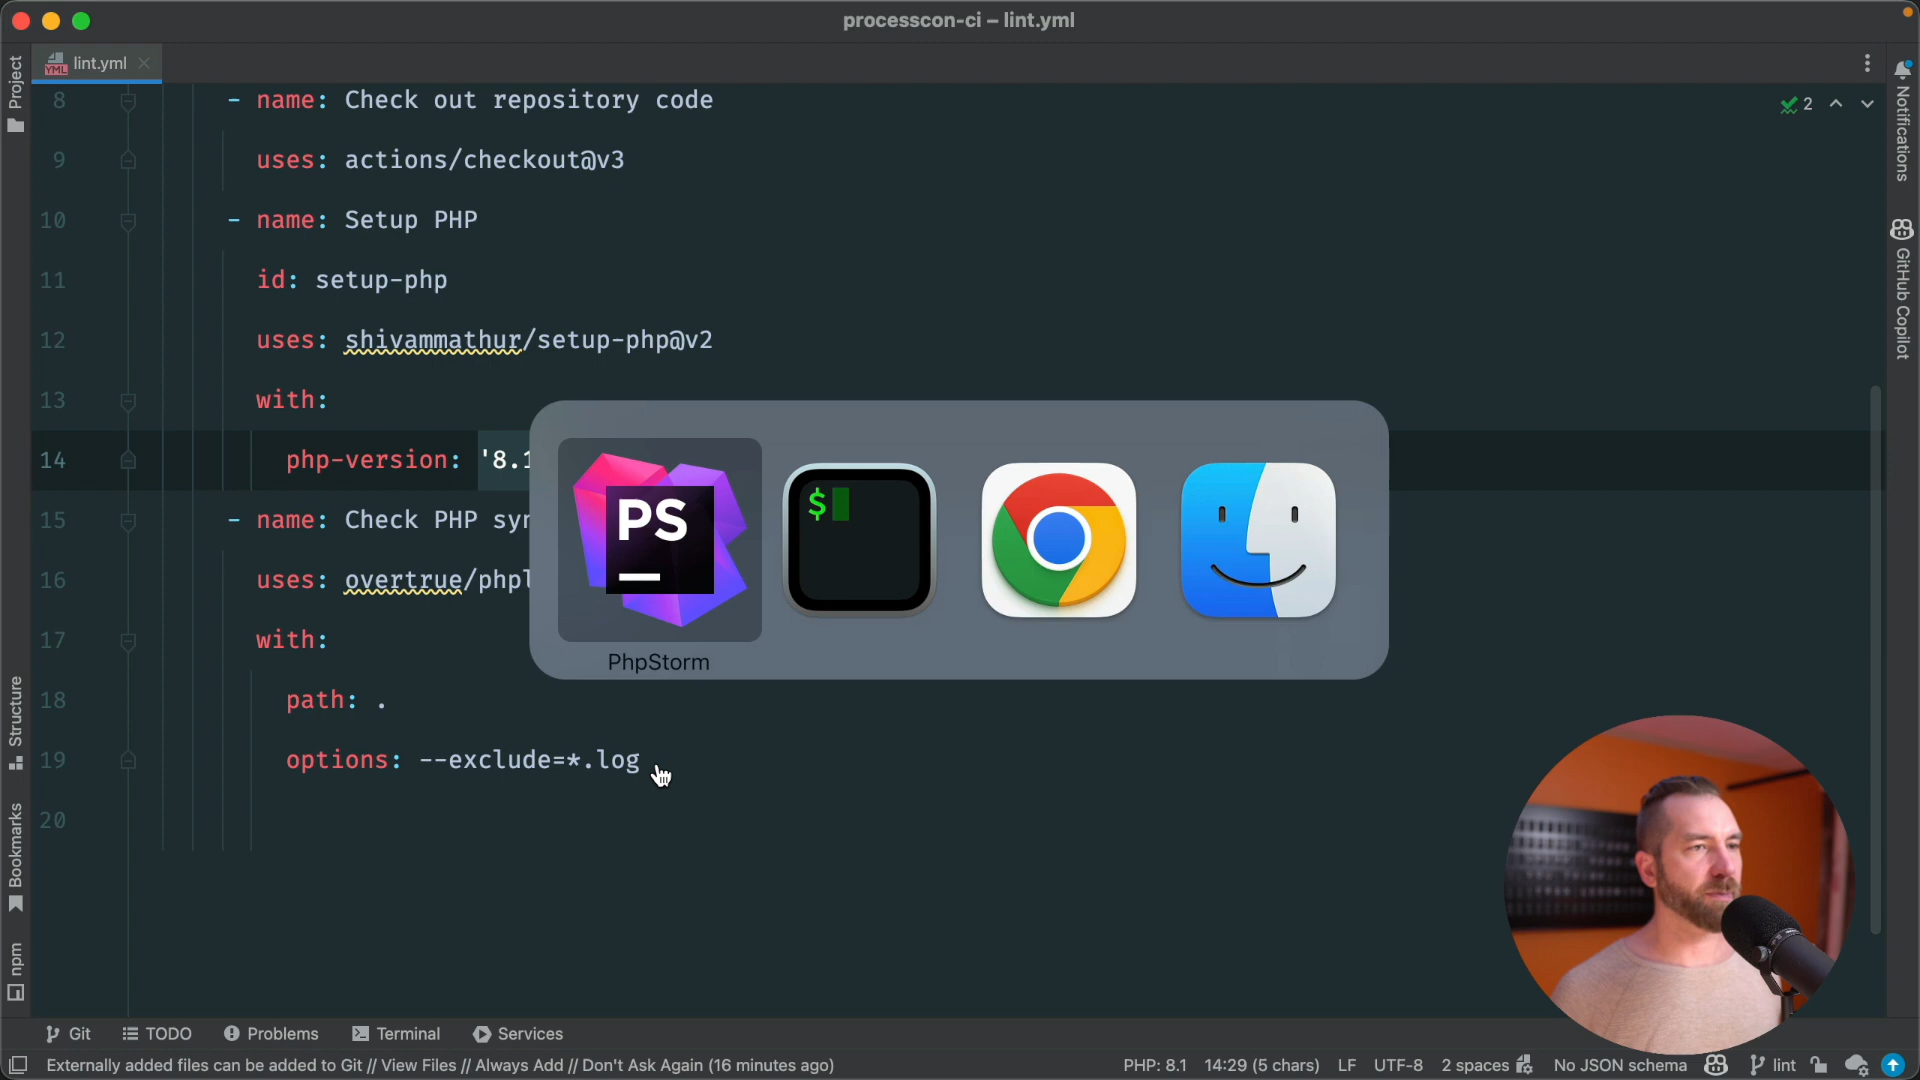 processcon-ci – lint.yml
Project
lint.yml
8 - name: Check out repository code
2
9 uses: actions/checkout@v3
10 - name: Setup PHP
11 id: setup-php
12 uses: shivammathur/setup-php@v2
13 with:
14 php-version: '8.1
15 - name: Check PHP syn
16 uses: overtrue/phpl
17 with:
18 path: .
19 options: --exclude=*.log
20
PS
$
PhpStorm
Notifications
GitHub Copilot
Structure
Bookmarks
npm
Git
TODO
Problems
Terminal
Services
Externally added files can be added to Git // View Files // Always Add // Don't Ask Again (16 minutes ago)
PHP: 8.1 14:29 (5 chars) LF UTF-8 2 spaces No JSON schema lint